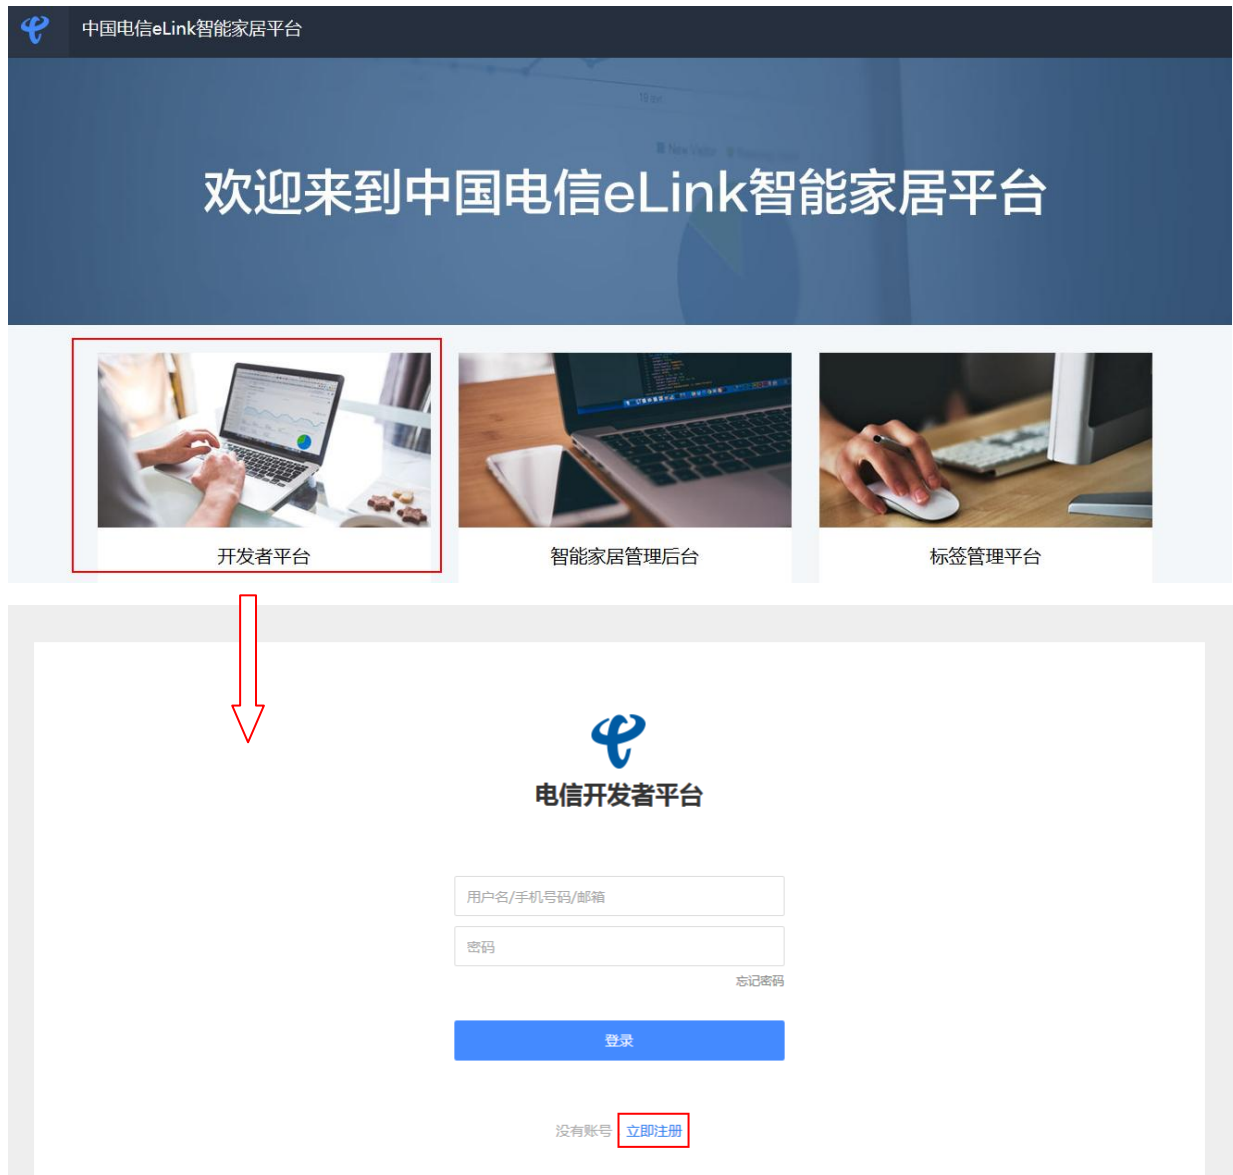 中国电信eLink智能家居平台
18 Jun
New Visitor
欢迎来到中国电信eLink智能家居平台
开发者平台 智能家居管理后台 标签管理平台
电信开发者平台
用户名/手机号码/邮箱
密码
忘记密码
登录
没有账号 立即注册